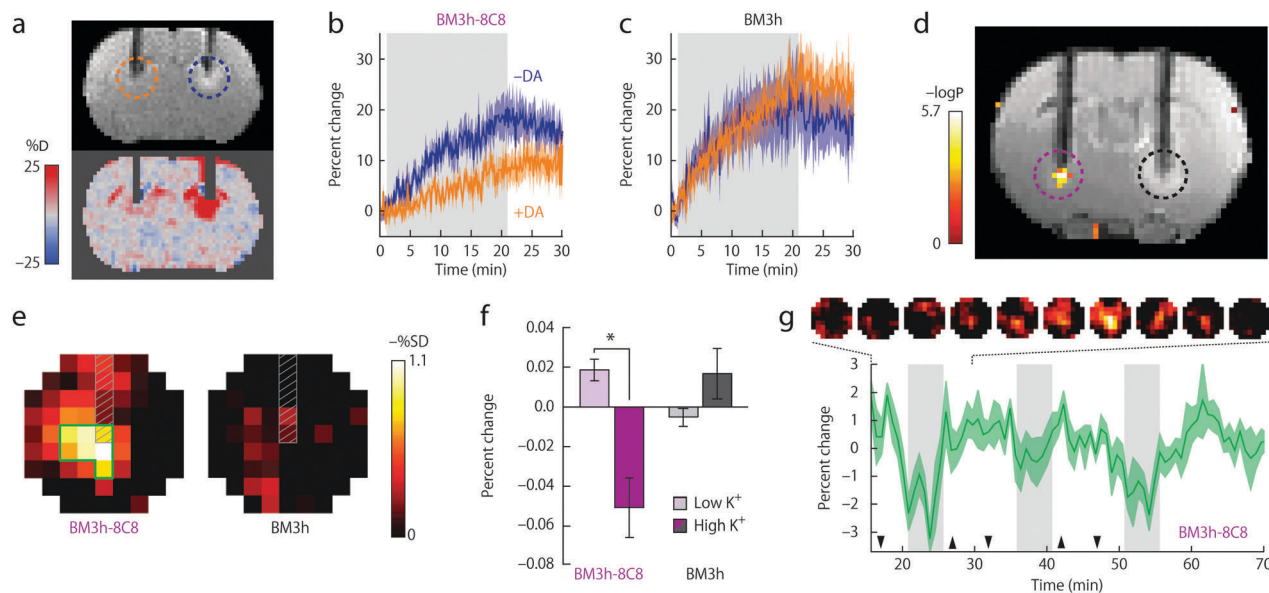 a
%D
25
−25
b
BM3h-8C8
Percent change
30
20
10
0
−DA
+DA
0 5 10 15 20 25 30
Time (min)
c
BM3h
Percent change
30
20
10
0
0 5 10 15 20 25 30
Time (min)
d
−logP
5.7
0
e
−%SD
1.1
0
BM3h-8C8
BM3h
f
Percent change
0.04
0.02
0.0
−0.02
−0.04
−0.06
−0.08
*
Low K+
High K+
BM3h-8C8
BM3h
g
Percent change
3
2
1
0
−1
−2
−3
BM3h-8C8
20 30 40 50 60 70
Time (min)